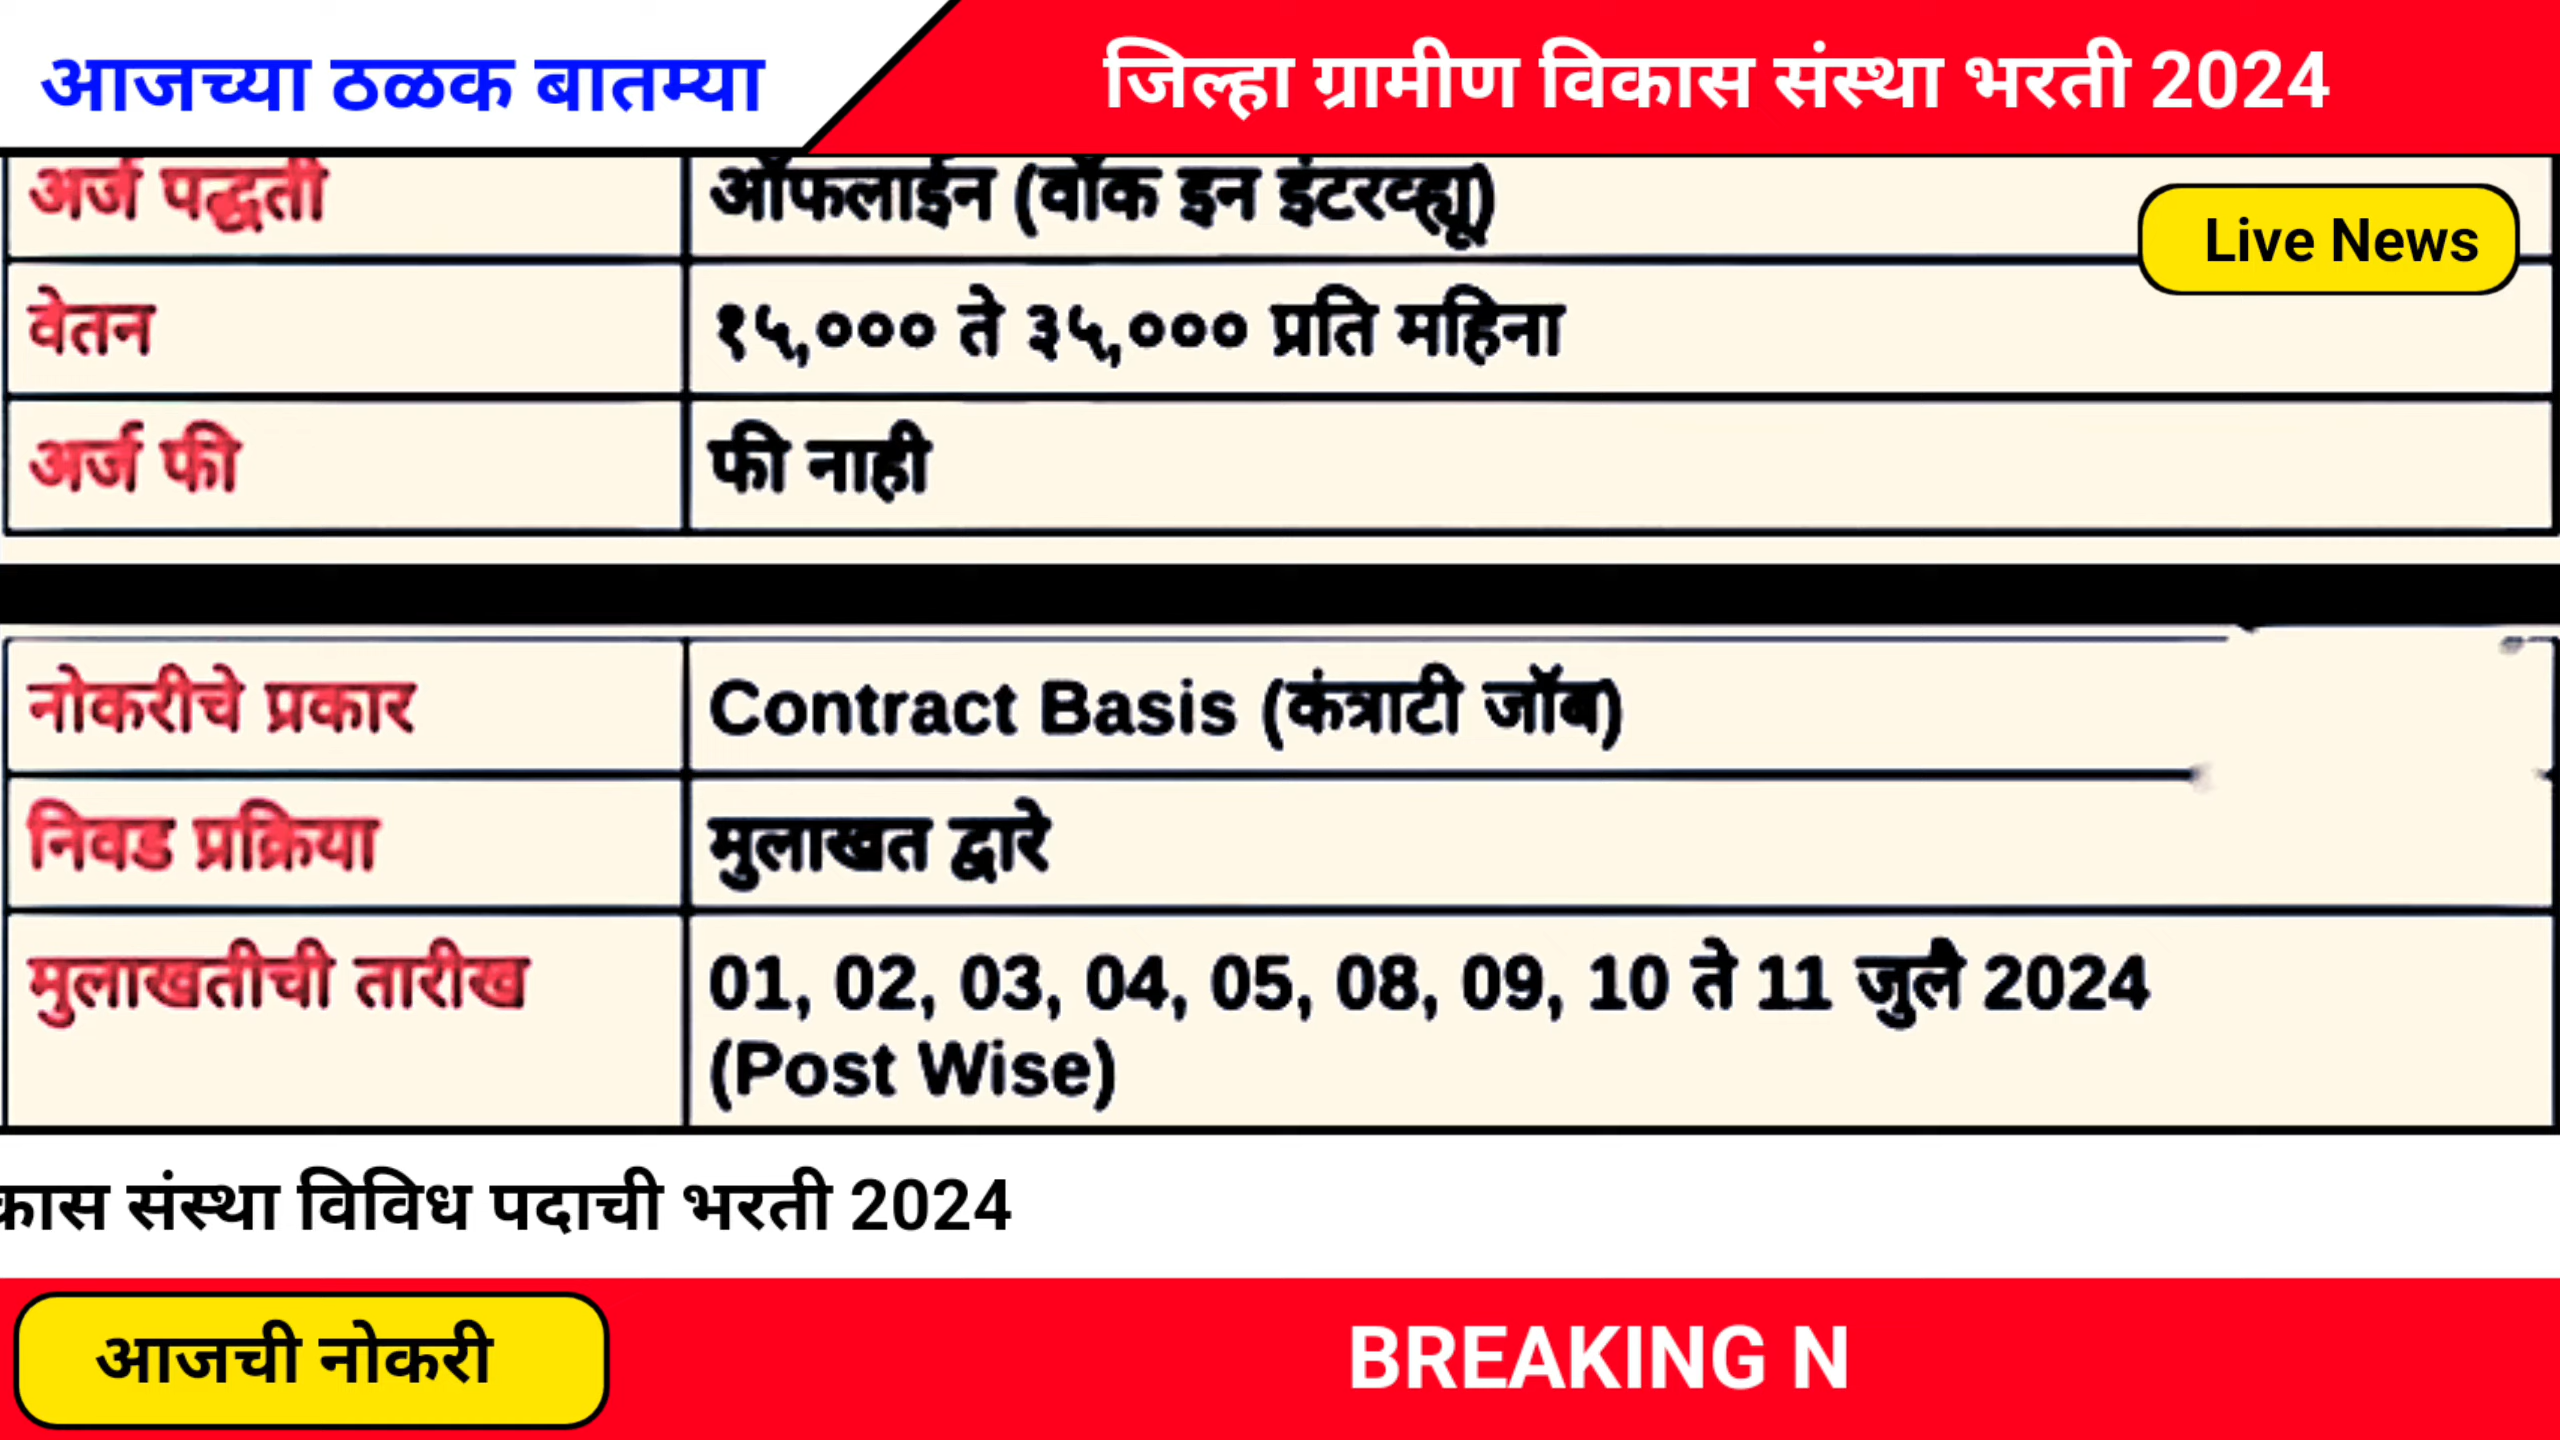 आजच्या ठळक बातम्या
जिल्हा ग्रामीण विकास संस्था भरती 2024
अर्ज पद्धती
ऑफलाईन (वॉक इन इंटरव्ह्यू)
Live News
वेतन
१५,००० ते ३५,००० प्रति महिना
अर्ज फी
फी नाही
नोकरीचे प्रकार
Contract Basis (कंत्राटी जॉब)
निवड प्रक्रिया
मुलाखत द्वारे
मुलाखतीची तारीख
01, 02, 03, 04, 05, 08, 09, 10 ते 11 जुलै 2024
(Post Wise)
कास संस्था विविध पदाची भरती 2024
आजची नोकरी
BREAKING N